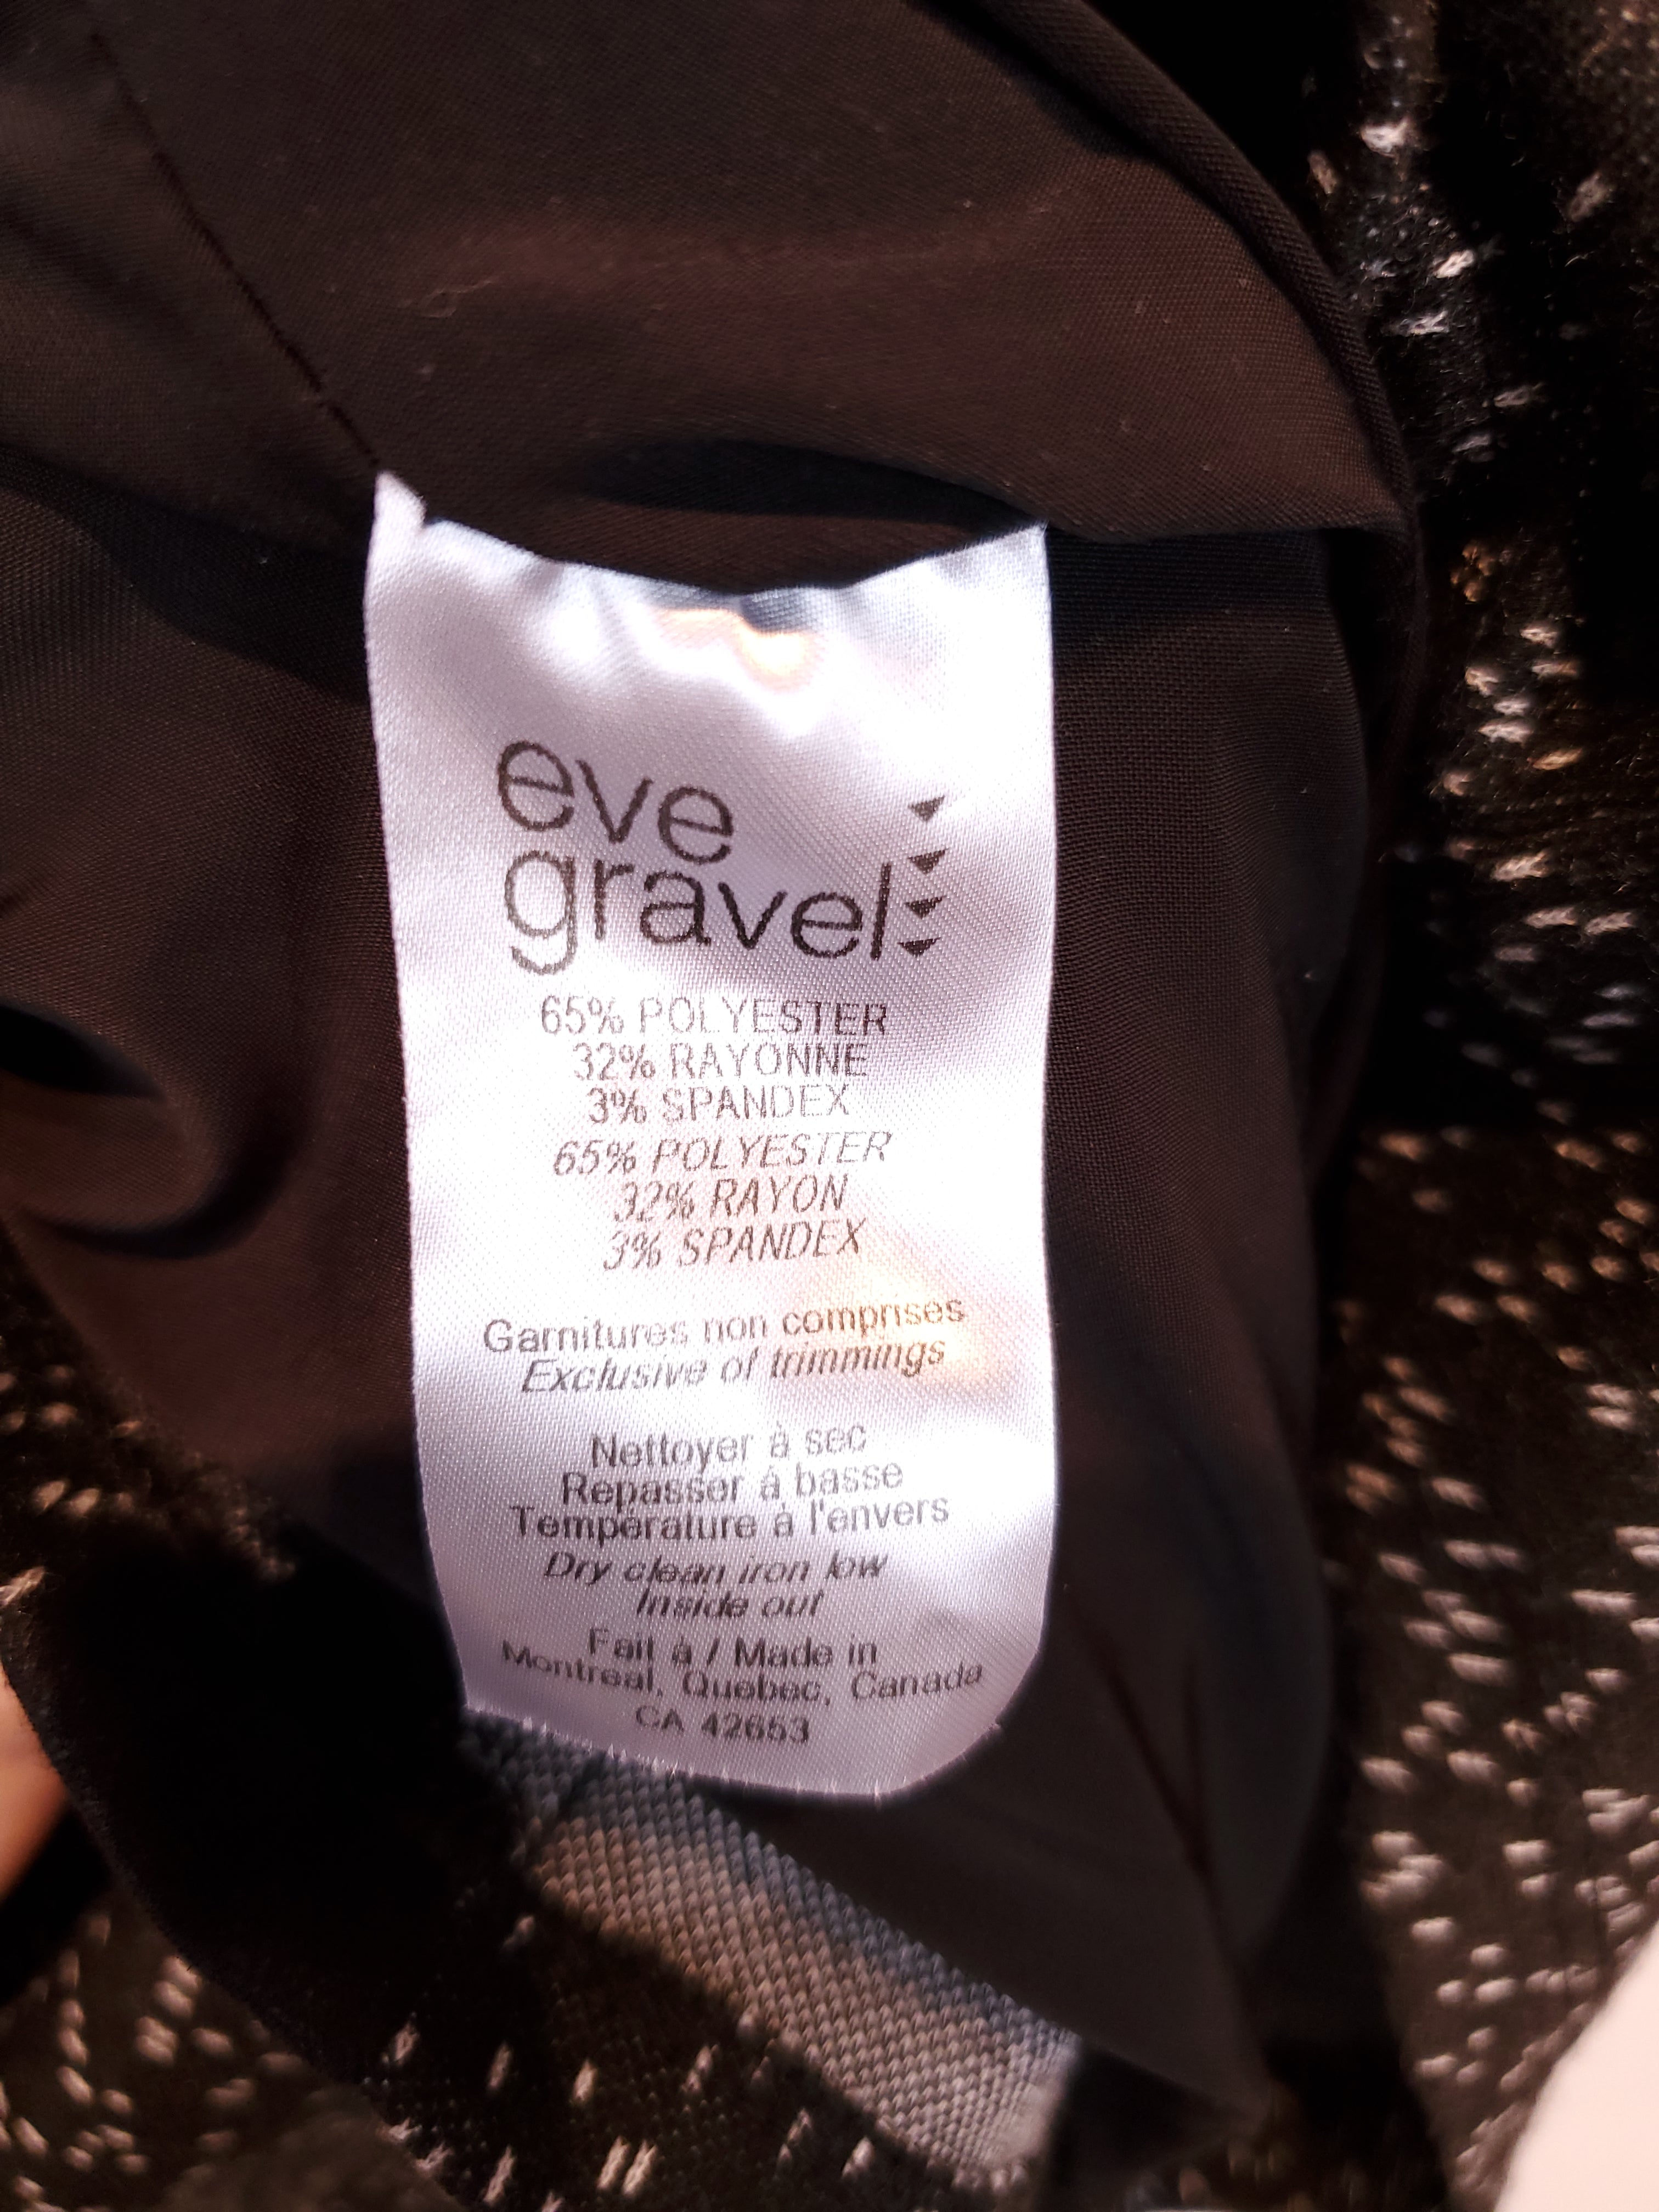 eve
gravel
65% POLYESTER
32% RAYONNE
3% SPANDEX
65% POLYESTER
32% RAYON
3% SPANDEX
Garnitures non comprises
Exclusive of trimmings
Nettoyer à sec
Repasser à basse
Température à l'envers
Dry clean iron low
Inside out
Fait à / Made in
Montreal, Quebec, Canada
CA 42653